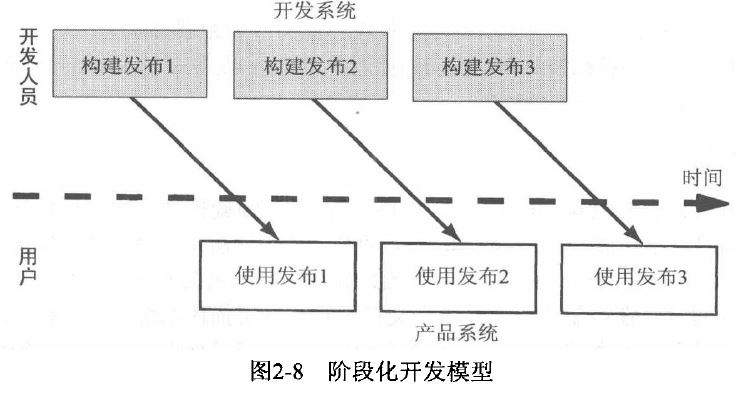 开发系统
开发人员
构建发布1
构建发布2
构建发布3
时间
用户
使用发布1
使用发布2
使用发布3
产品系统
图2-8 阶段化开发模型